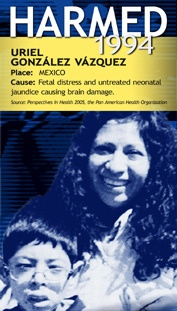 HARMED
1994
URIEL
GONZÁLEZ VÁZQUEZ
Place: MEXICO
Cause: Fetal distress and untreated neonatal
jaundice causing brain damage.
Source: Perspectives in Health 2005, the Pan American Health Organisation